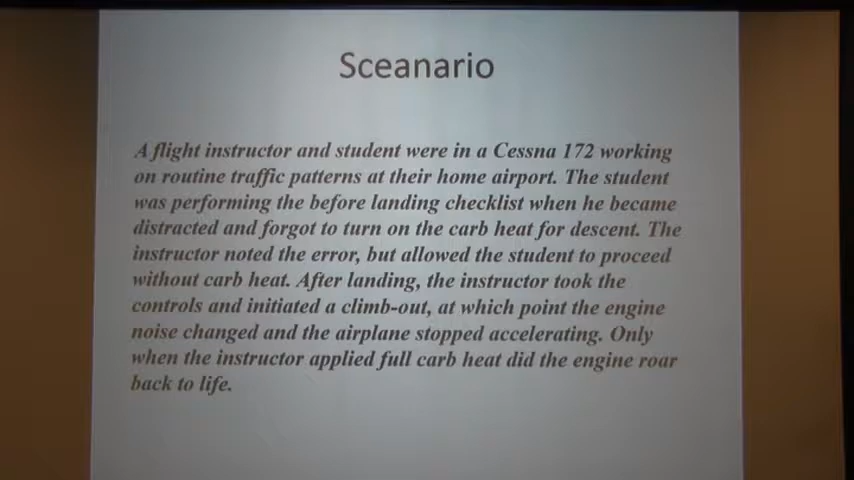 Sceanario
A flight instructor and student were in a Cessna 172 working
on routine traffic patterns at their home airport. The student
was performing the before landing checklist when he became
distracted and forgot to turn on the carb heat for descent. The
instructor noted the error, but allowed the student to proceed
without carb heat. After landing, the instructor took the
controls and initiated a climb-out, at which point the engine
noise changed and the airplane stopped accelerating. Only
when the instructor applied full carb heat did the engine roar
back to life.